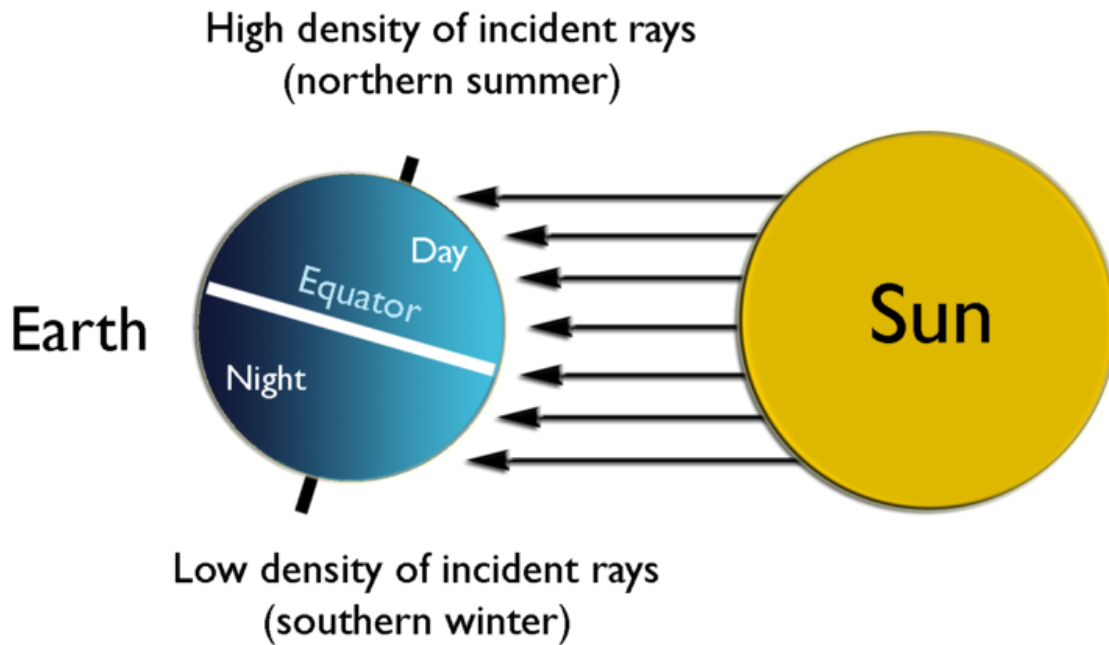 High density of incident rays
(northern summer)
Day
Equator
Earth
Sun
Night
Low density of incident rays
(southern winter)